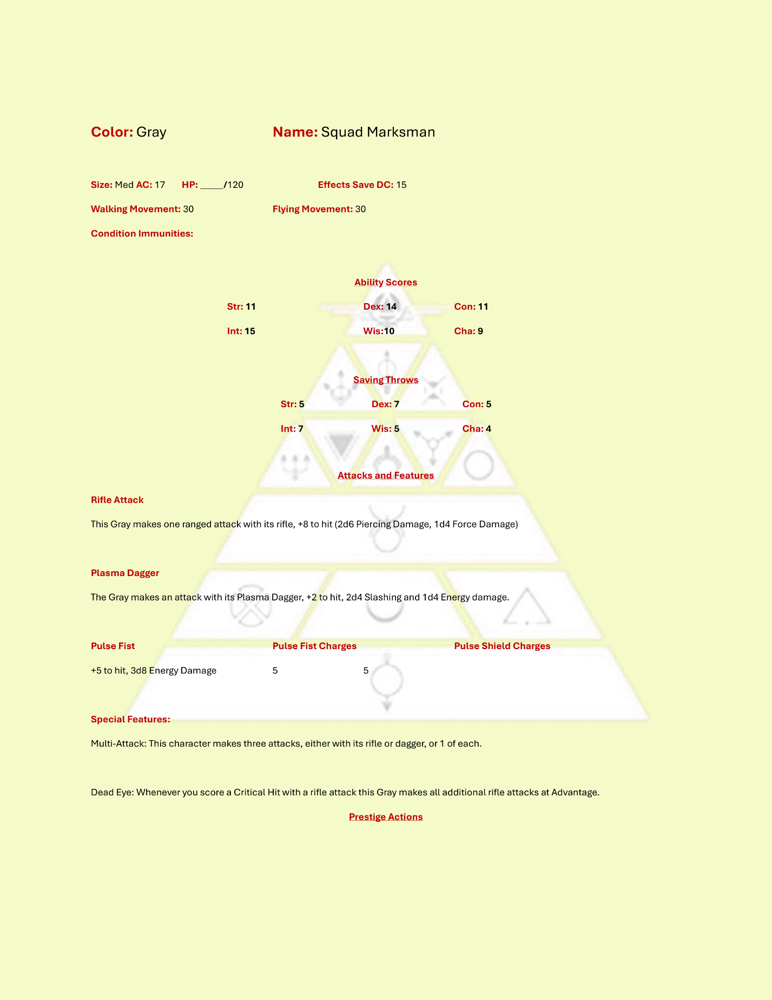 Color: Gray Name: Squad Marksman
Size: Med AC: 17 HP: _____/120 Effects Save DC: 15
Walking Movement: 30 Flying Movement: 30
Condition Immunities:
Ability Scores
Str: 11 Dex: 14 Con: 11
Int: 15 Wis:10 Cha: 9
Saving Throws
Str: 5 Dex: 7 Con: 5
Int: 7 Wis: 5 Cha: 4
Attacks and Features
Rifle Attack
This Gray makes one ranged attack with its rifle, +8 to hit (2d6 Piercing Damage, 1d4 Force Damage)
Plasma Dagger
The Gray makes an attack with its Plasma Dagger, +2 to hit, 2d4 Slashing and 1d4 Energy damage.
Pulse Fist Pulse Fist Charges Pulse Shield Charges
+5 to hit, 3d8 Energy Damage 5 5
Special Features:
Multi-Attack: This character makes three attacks, either with its rifle or dagger, or 1 of each.
Dead Eye: Whenever you score a Critical Hit with a rifle attack this Gray makes all additional rifle attacks at Advantage.
Prestige Actions